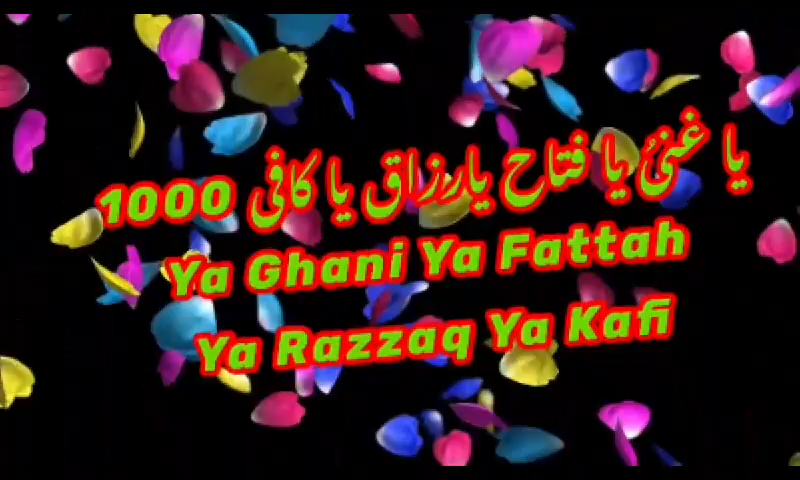 یا غنیُ یا فتاح یارزاق یا کافی 1000
Ya Ghani Ya Fattah
Ya Razzaq Ya Kafi